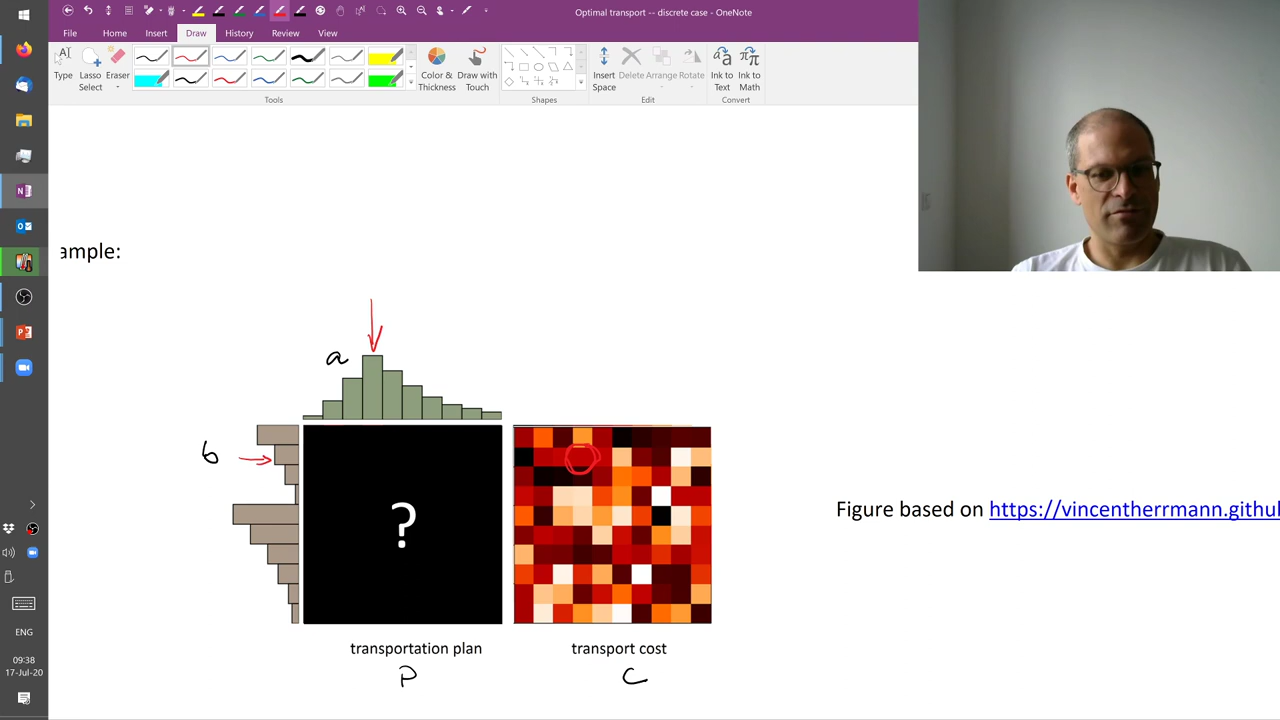 Optimal transport -- discrete case - OneNote
File Home Insert Draw History Review View
Type
Lasso Select
Eraser
Color & Thickness
Draw with Touch
Insert Space
Delete
Arrange
Rotate
Ink to Text
Ink to Math
Tools
Shapes
Edit
Convert
ample:
a
b
?
Figure based on https://vincentherrmann.githu
transportation plan
transport cost
P
C
ENG
09:38
17-Jul-20